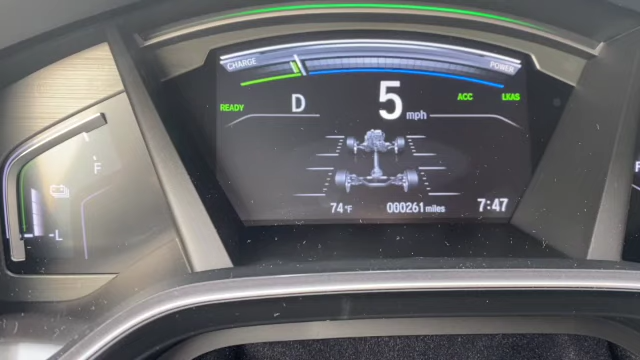 CHARGE POWER
READY D 5 mph ACC LKAS
F
L
74 °F 000261 miles 7:47
F